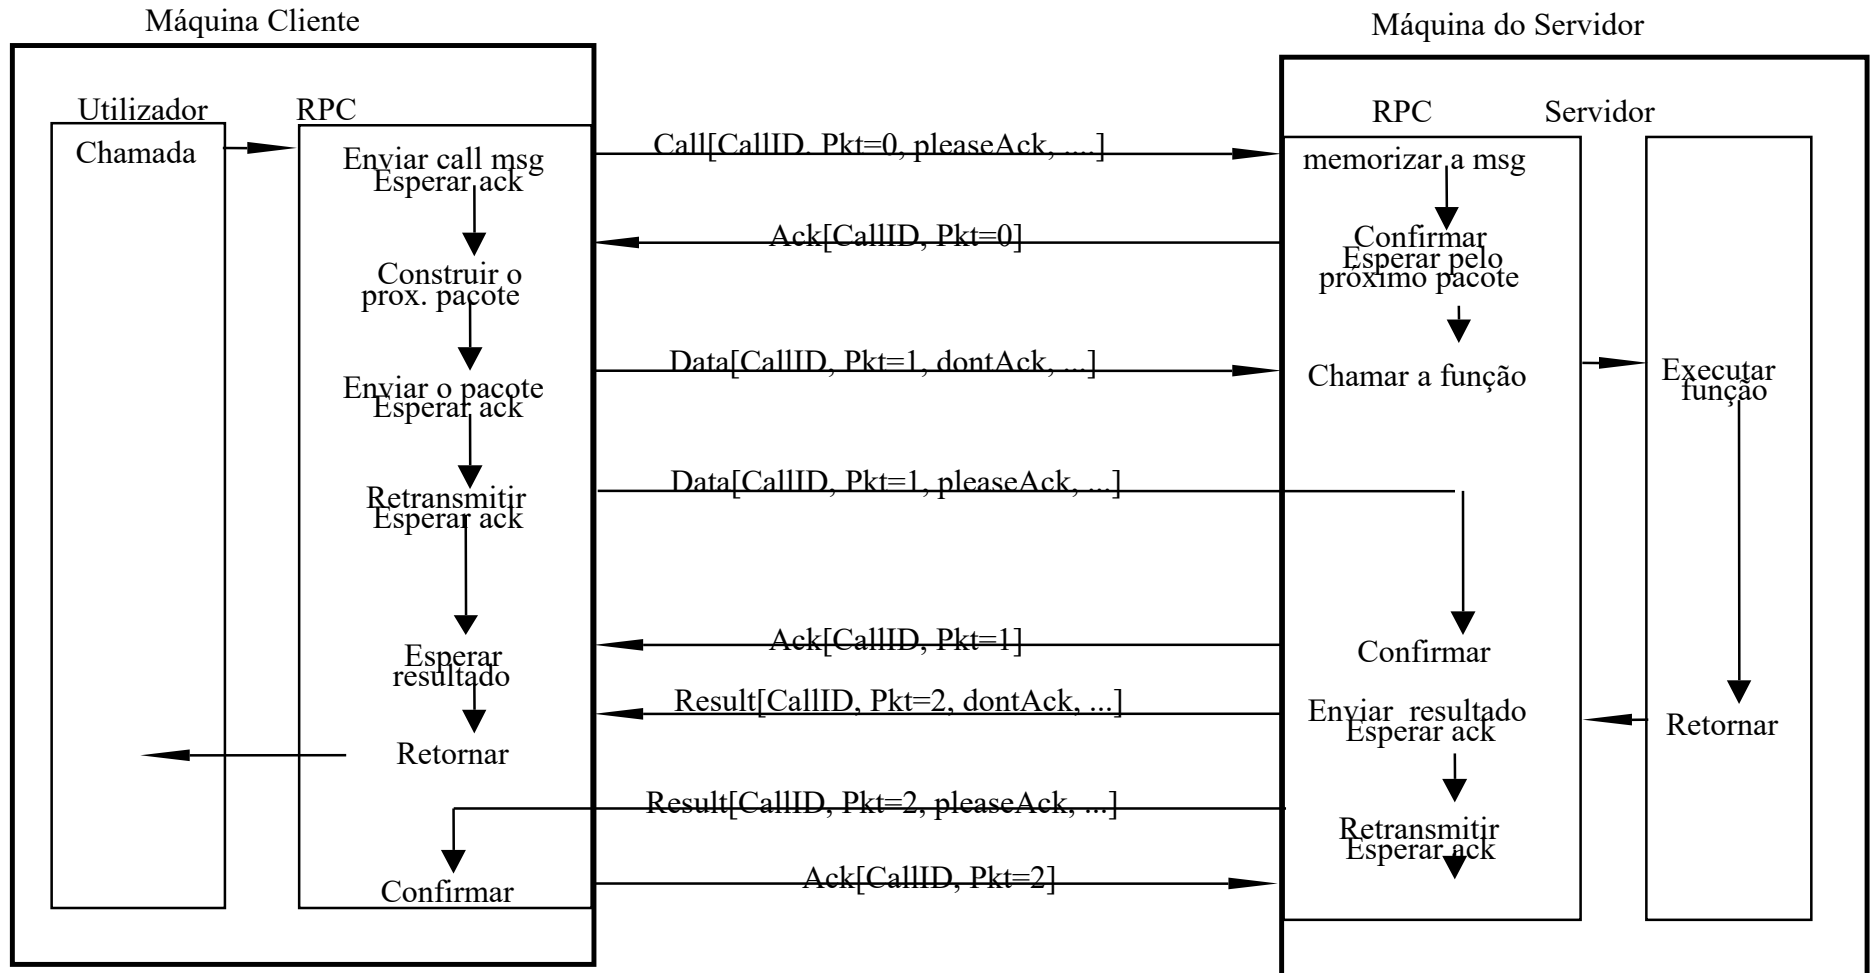 Máquina Cliente
Máquina do Servidor
Utilizador
RPC
RPC
Servidor
Chamada
Enviar call msg
Esperar ack
Call[CallID. Pkt=0, pleaseAck, ....]
memorizar a msg
Ack[CallID, Pkt=0]
Confirmar
Esperar pelo
próximo pacote
Construir o
prox. pacote
Data[CallID, Pkt=1, dontAck, ...]
Chamar a função
Executar
função
Enviar o pacote
Esperar ack
Data[CallID, Pkt=1, pleaseAck, ...]
Retransmitir
Esperar ack
Ack[CallID, Pkt=1]
Confirmar
Esperar
resultado
Result[CallID, Pkt=2, dontAck, ...]
Enviar resultado
Esperar ack
Retornar
Retornar
Result[CallID, Pkt=2, pleaseAck, ...]
Retransmitir
Esperar ack
Ack[CallID, Pkt=2]
Confirmar